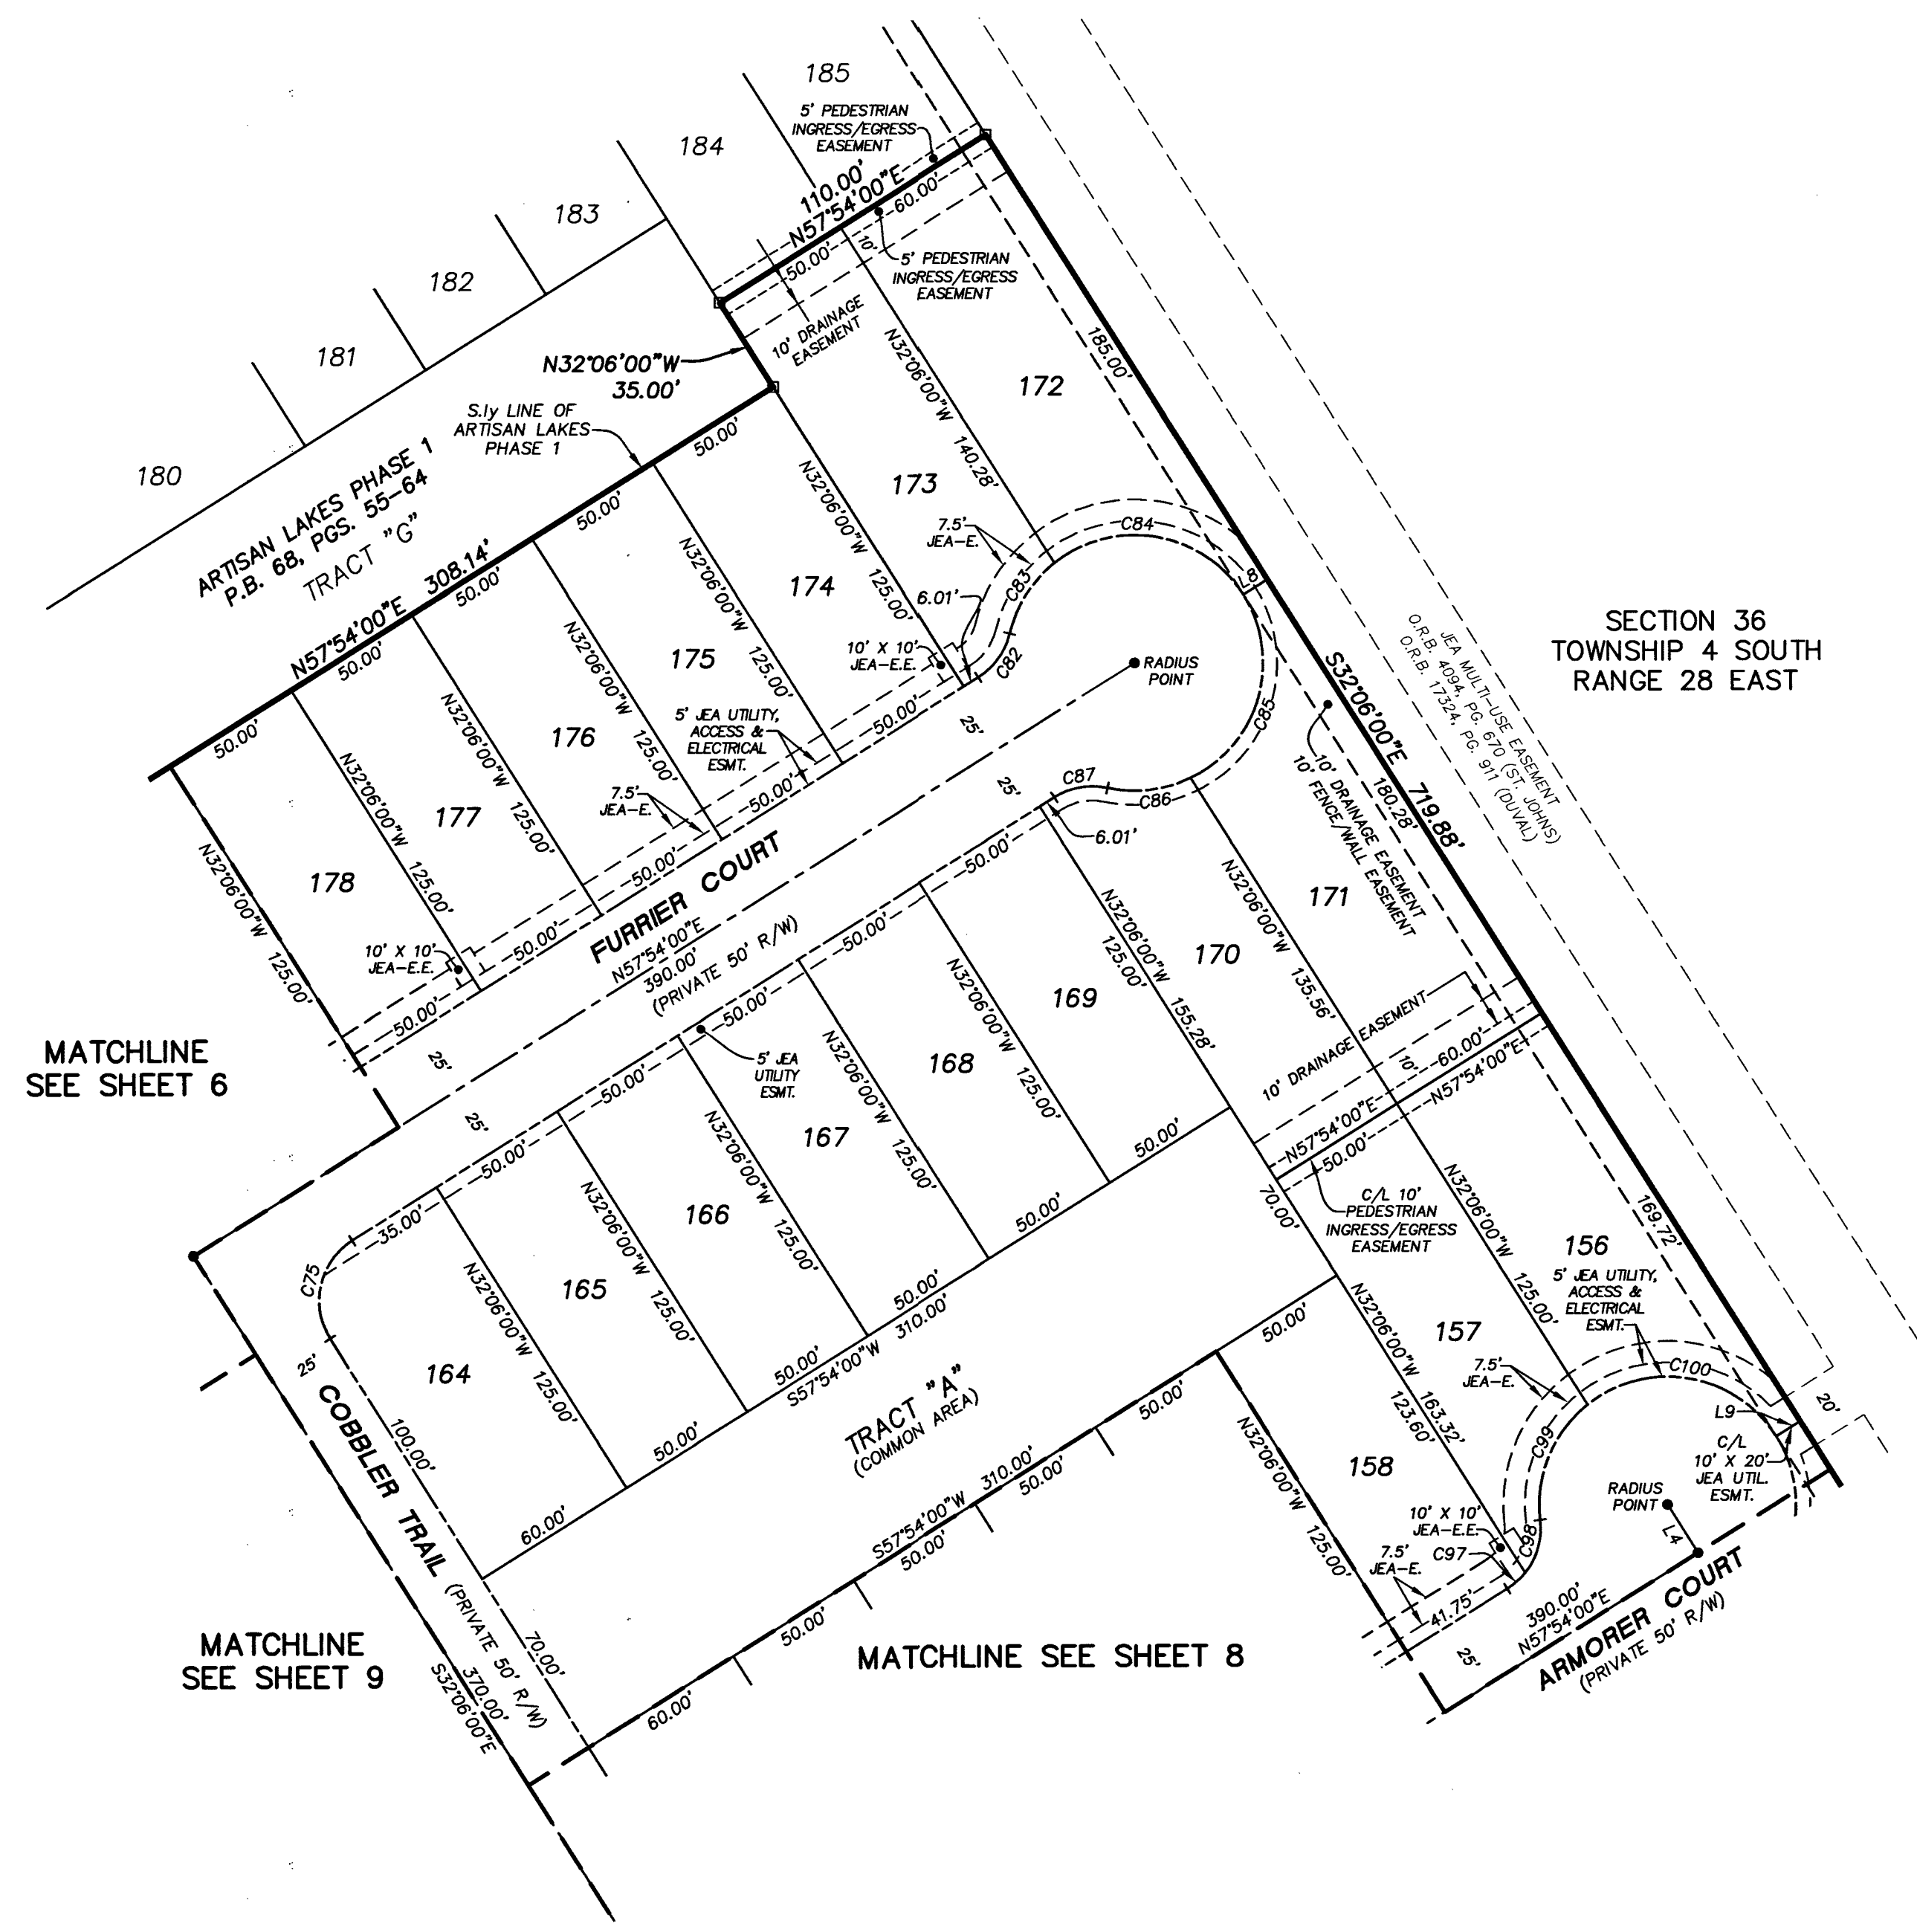 185
5' PEDESTRIAN
INGRESS/EGRESS
EASEMENT
184
110.00'
N57°54'00"E
60.00'
183
50.00'
10'
5' PEDESTRIAN
INGRESS/EGRESS
EASEMENT
182
10' DRAINAGE
EASEMENT
181
N32°06'00"W
35.00'
180
S.ly LINE OF
ARTISAN LAKES
PHASE 1
ARTISAN LAKES PHASE 1
P.B. 68, PGS. 55-64
TRACT "G"
N57°54'00"E 308.14'
50.00'
50.00'
50.00'
50.00'
50.00'
172
185.00'
N32°06'00"W 140.28'
173
N32°06'00"W 125.00'
7.5'
JEA-E.
C84
C83
L8
6.01'
C82
174
10' X 10'
JEA-E.E.
N32°06'00"W 125.00'
175
5' JEA UTILITY,
ACCESS &
ELECTRICAL
ESMT.
N32°06'00"W 125.00'
176
7.5'
JEA-E.
N32°06'00"W 125.00'
177
N32°06'00"W 125.00'
178
10' X 10'
JEA-E.E.
N32°06'00"W 125.00'
50.00'
50.00'
50.00'
50.00'
50.00'
RADIUS
POINT
25'
25'
C85
C87
C86
6.01'
SECTION 36
TOWNSHIP 4 SOUTH
RANGE 28 EAST
JEA MULTI-USE EASEMENT
O.R.B. 4094, PG. 670 (ST. JOHNS)
O.R.B. 17324, PG. 911 (DUVAL)
S32°06'00"E 719.88'
10' DRAINAGE EASEMENT
10' FENCE/WALL EASEMENT
180.28'
FURRIER COURT
N57°54'00"E
390.00'
(PRIVATE 50' R/W)
25'
25'
MATCHLINE
SEE SHEET 6
171
N32°06'00"W 135.56'
170
N32°06'00"W
125.00'
155.28'
169
N32°06'00"W 125.00'
168
N32°06'00"W 125.00'
167
N32°06'00"W 125.00'
166
N32°06'00"W 125.00'
165
N32°06'00"W 125.00'
164
5' JEA
UTILITY
ESMT.
50.00'
50.00'
50.00'
50.00'
50.00'
35.00'
C75
10' DRAINAGE EASEMENT
10'
60.00'
N57°54'00"E
N57°54'00"E
50.00'
50.00'
50.00'
50.00'
50.00'
50.00'
60.00'
S57°54'00"W 310.00'
70.00'
C/L 10'
PEDESTRIAN
INGRESS/EGRESS
EASEMENT
N32°06'00"W 125.00'
156
169.72'
5' JEA UTILITY,
ACCESS &
ELECTRICAL
ESMT.
157
7.5'
JEA-E.
C100
L9
20'
C/L
10' X 20'
JEA UTIL.
ESMT.
C99
N32°06'00"W 163.32'
123.60'
158
RADIUS
POINT
L4
10' X 10'
JEA-E.E.
C98
C97
7.5'
JEA-E.
41.75'
N32°06'00"W 125.00'
25'
390.00'
N57°54'00"E
ARMORER COURT
(PRIVATE 50' R/W)
TRACT "A"
(COMMON AREA)
50.00'
50.00'
S57°54'00"W 310.00'
50.00'
50.00'
50.00'
60.00'
25'
100.00'
COBBLER TRAIL (PRIVATE 50' R/W)
70.00'
370.00'
S32°06'00"E
MATCHLINE
SEE SHEET 9
MATCHLINE SEE SHEET 8